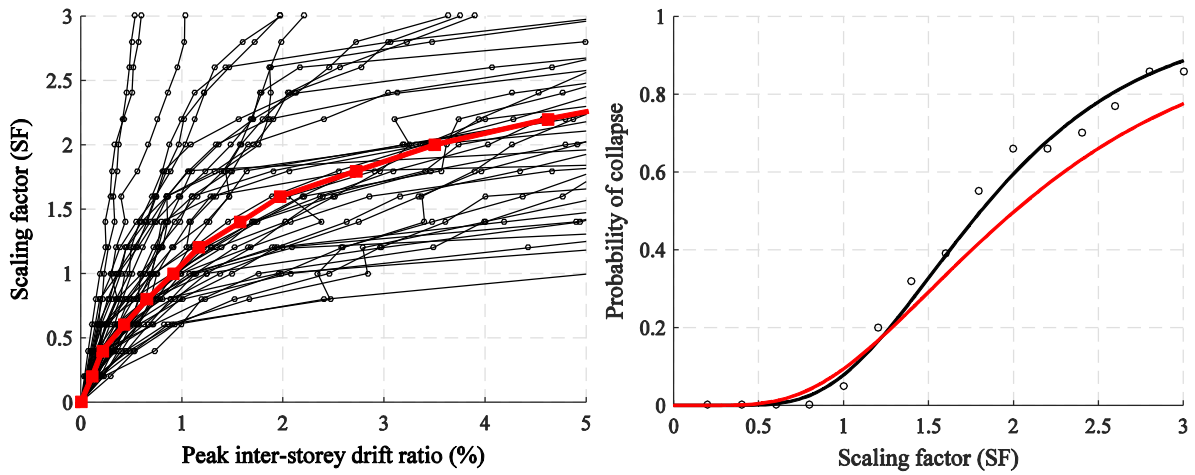 3
2.5
2
1.5
1
0.5
0
Scaling factor (SF)
0 1 2 3 4 5
Peak inter-storey drift ratio (%)
1
0.8
0.6
0.4
0.2
0
Probability of collapse
0 0.5 1 1.5 2 2.5 3
Scaling factor (SF)